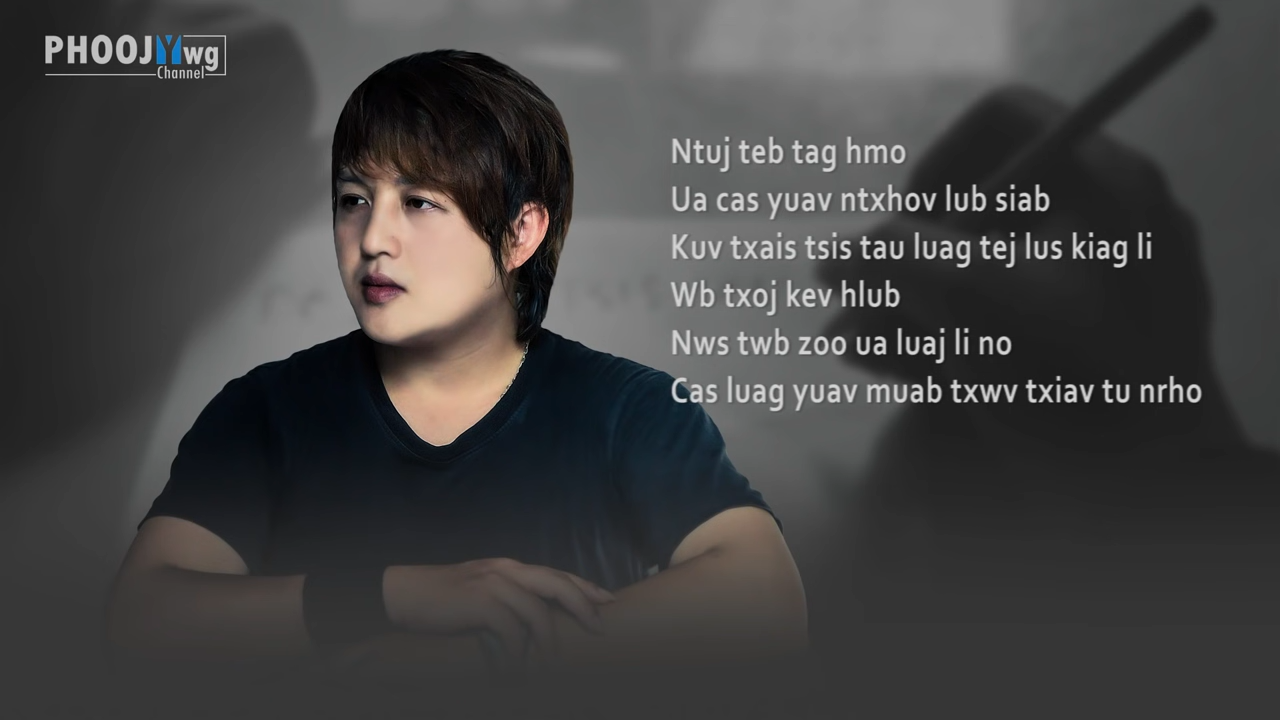 PHOOJYwg
Channel
Ntuj teb tag hmo
Ua cas yuav ntxhov lub siab
Kuv txais tsis tau luag tej lus kiag li
Wb txoj kev hlub
Nws twb zoo ua luaj li no
Cas luag yuav muab txwv txiav tu nrho